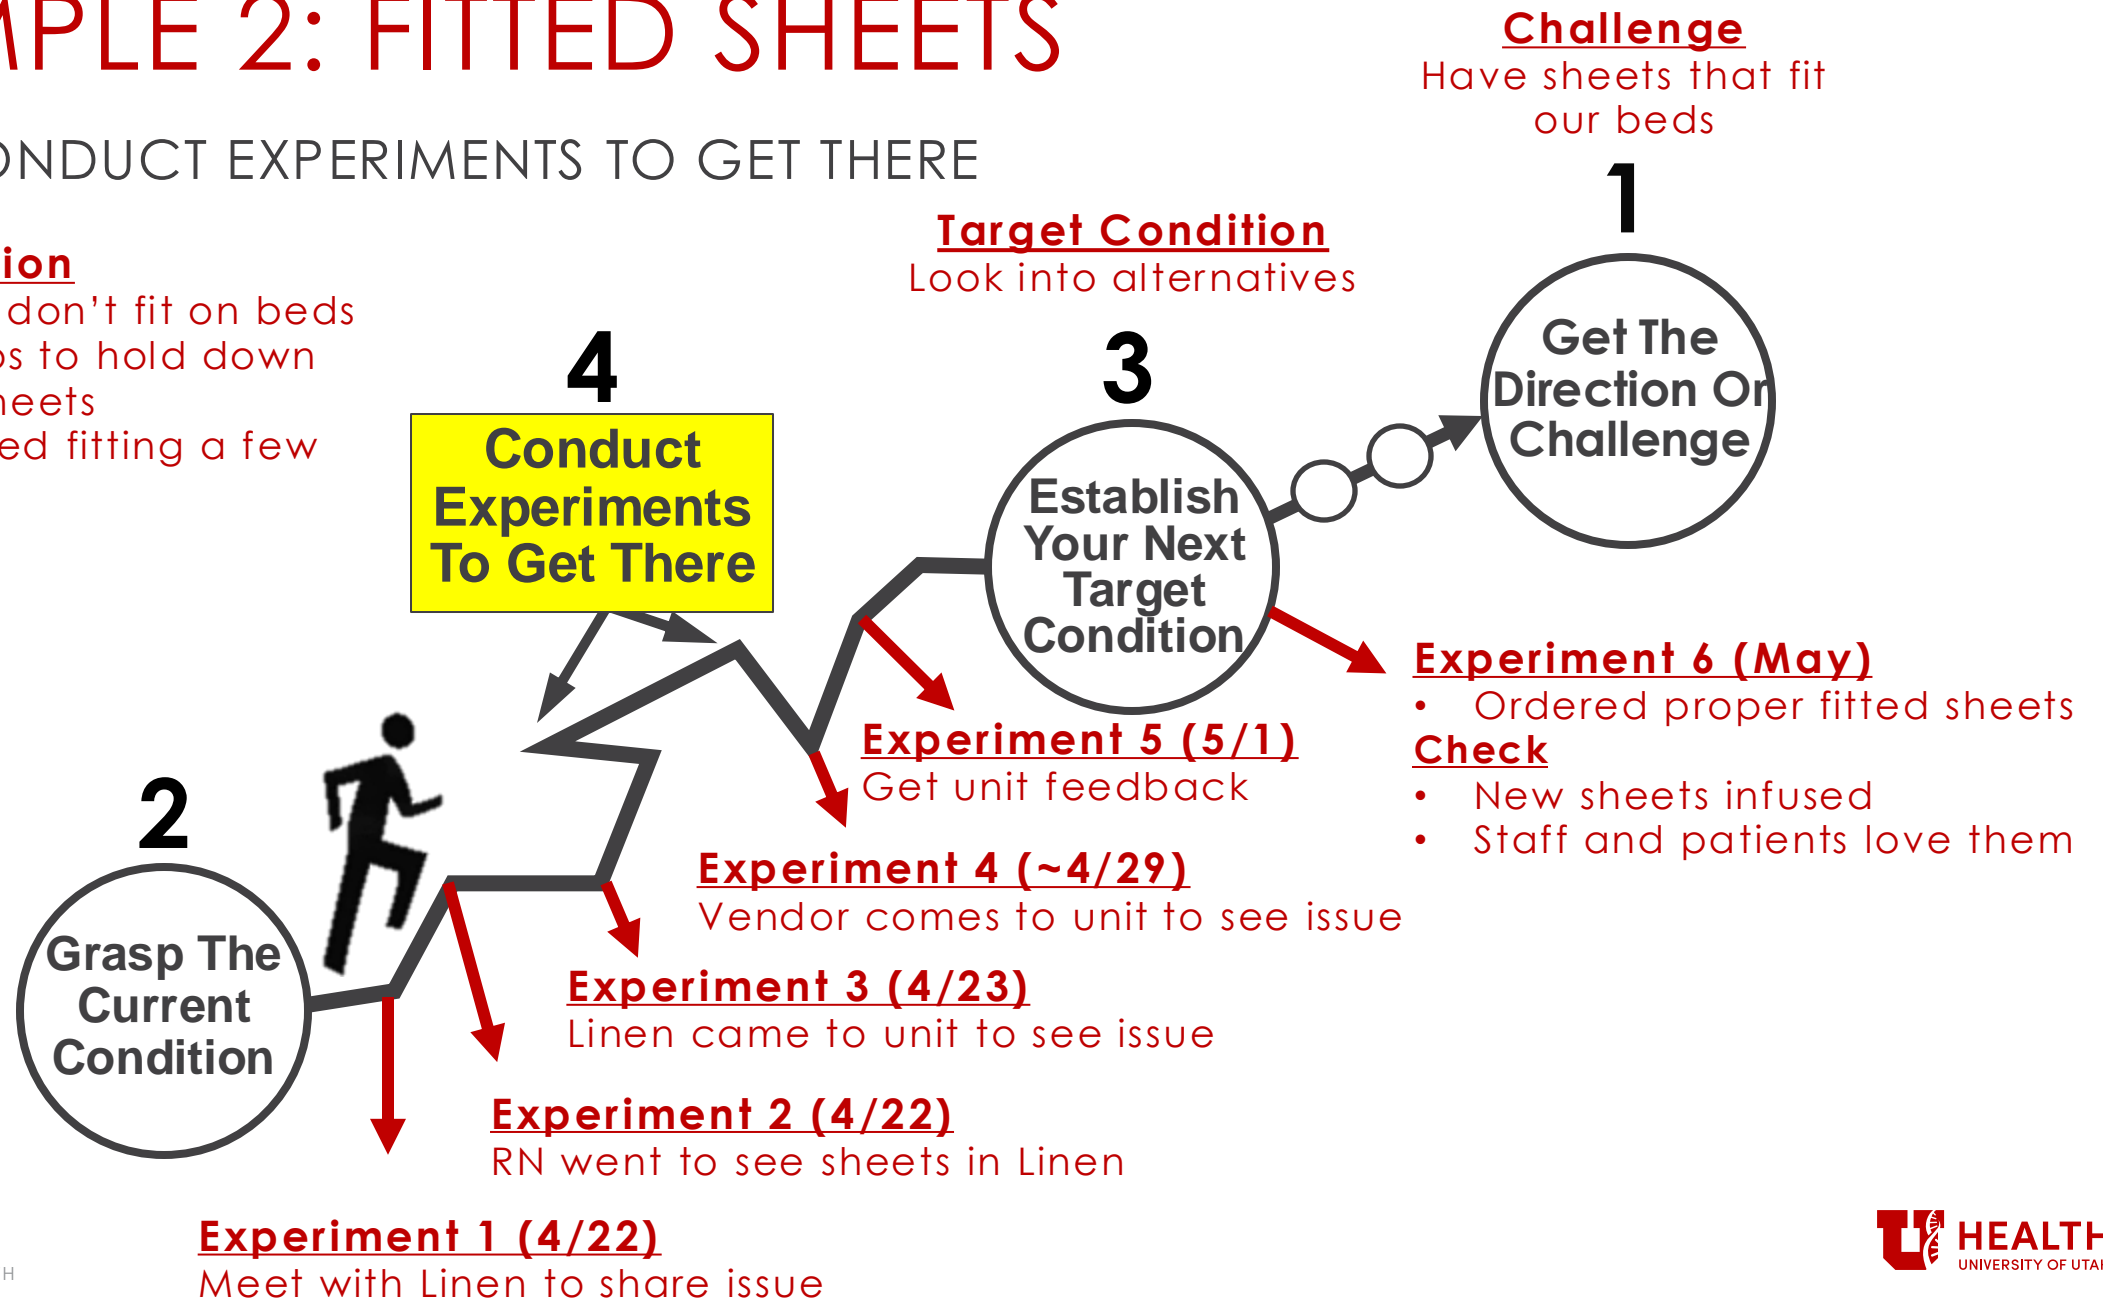 MPLE 2: FITTED SHEETS
ONDUCT EXPERIMENTS TO GET THERE
Challenge
Have sheets that fit
our beds
1
Get The
Direction Or
Challenge
Target Condition
Look into alternatives
3
Establish
Your Next
Target
Condition
tion
don't fit on beds
ps to hold down
heets
ed fitting a few
4
Conduct
Experiments
To Get There
2
Grasp The
Current
Condition
Experiment 1 (4/22)
Meet with Linen to share issue
Experiment 2 (4/22)
RN went to see sheets in Linen
Experiment 3 (4/23)
Linen came to unit to see issue
Experiment 4 (~4/29)
Vendor comes to unit to see issue
Experiment 5 (5/1)
Get unit feedback
Experiment 6 (May)
• Ordered proper fitted sheets
Check
• New sheets infused
• Staff and patients love them
H
U HEALTH
UNIVERSITY OF UTAH